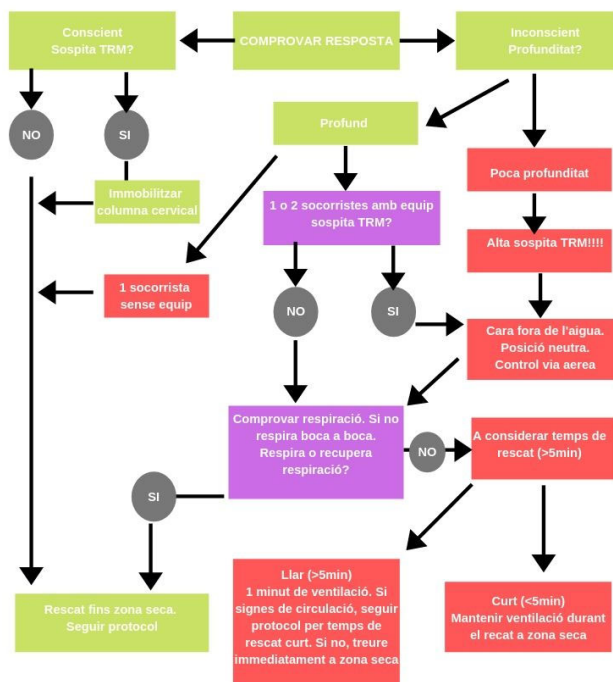 Conscient
Sospita TRM?
COMPROVAR RESPOSTA
Inconscient
Profunditat?
NO
SI
Profund
Poca profunditat
Immobilitzar
columna cervical
1 o 2 socorristes amb equip
sospita TRM?
Alta sospita TRM!!!!
1 socorrista
sense equip
NO
SI
Cara fora de l'aigua.
Posició neutra.
Control via aerea
Comprovar respiració. Si no
respira boca a boca.
Respira o recupera
respiració?
NO
A considerar temps de
rescat (>5min)
SI
Rescat fins zona seca.
Seguir protocol
Llar (>5min)
1 minut de ventilació. Si
signes de circulació, seguir
protocol per temps de
rescat curt. Si no, treure
immediatament a zona seca
Curt (<5min)
Mantenir ventilació durant
el recat a zona seca